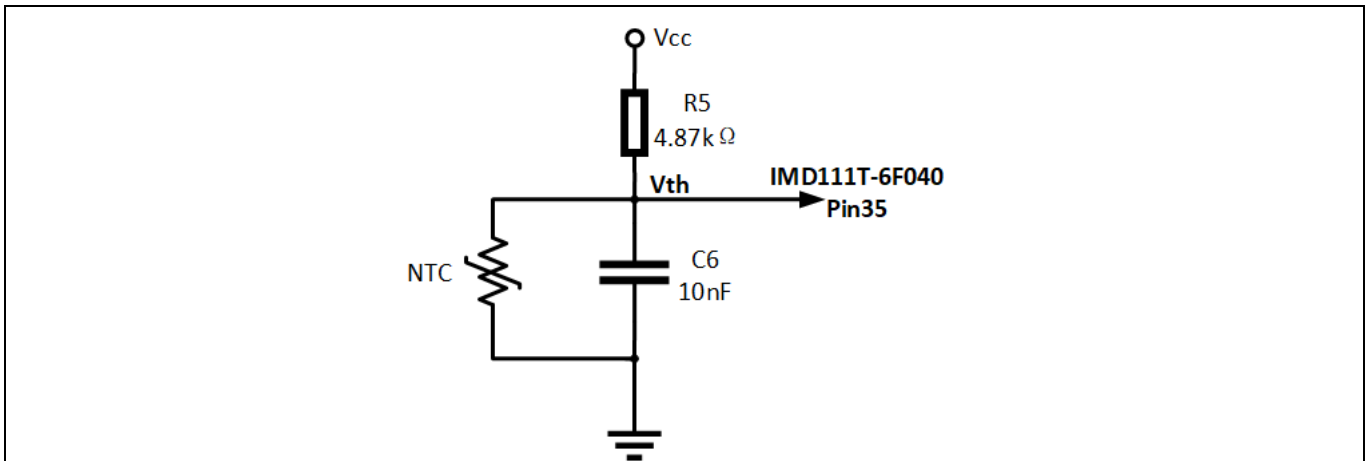 Vcc
R5
4.87k Ω
Vth
IMD111T-6F040
Pin35
NTC
C6
10nF